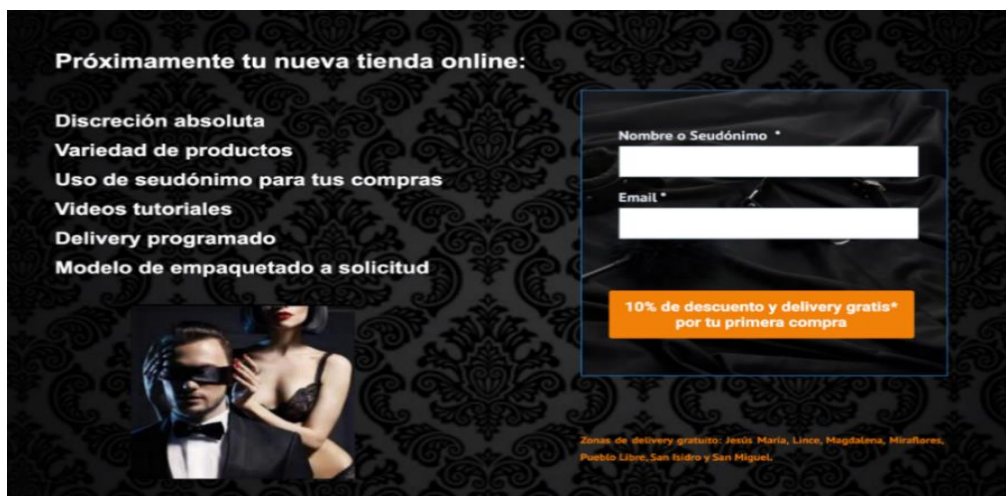 Próximamente tu nueva tienda online:
Discreción absoluta
Variedad de productos
Uso de seudónimo para tus compras
Videos tutoriales
Delivery programado
Modelo de empaquetado a solicitud
Nombre o Seudónimo *
Email *
10% de descuento y delivery gratis*
por tu primera compra
Zonas de delivery gratuito: Jesús María, Lince, Magdalena, Miraflores,
Pueblo Libre, San Isidro y San Miguel.